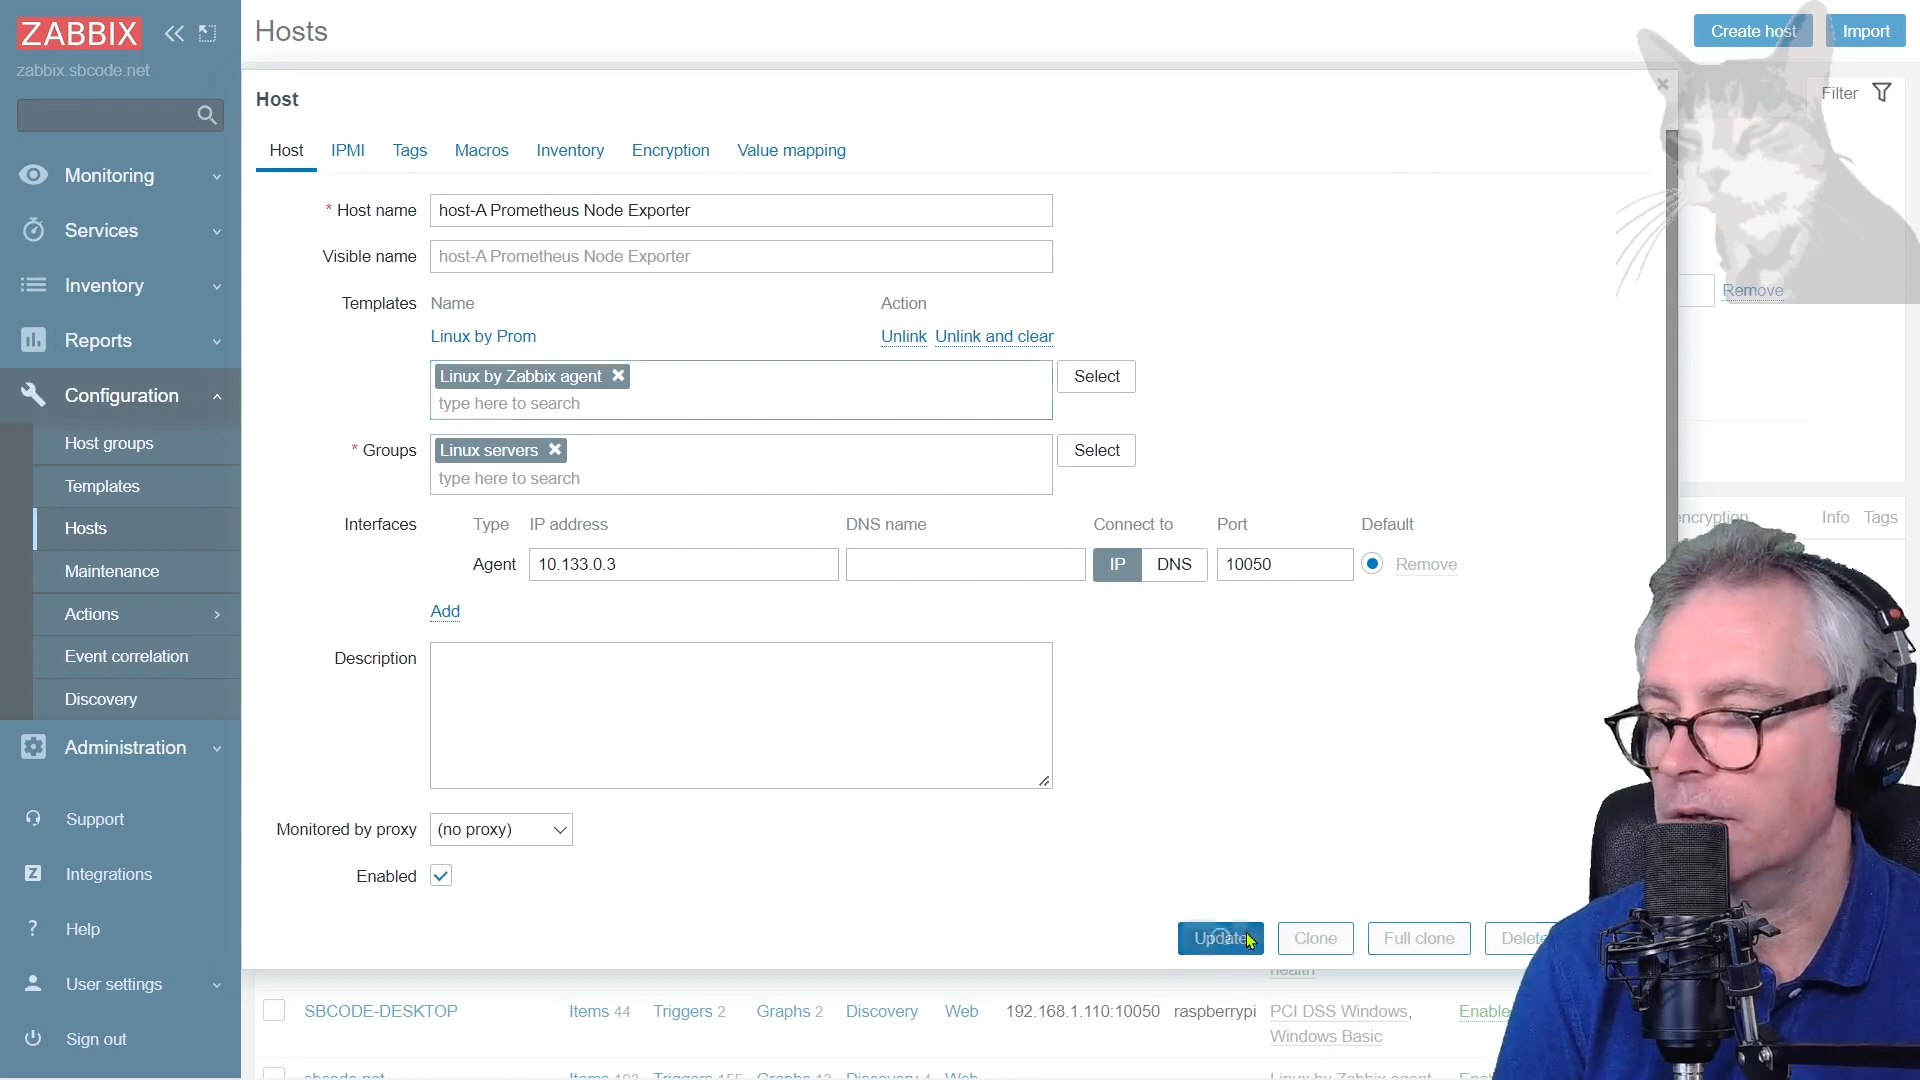 ZABBIX
zabbix.sbcode.net
Monitoring
Services
Inventory
Reports
Configuration
Host groups
Templates
Hosts
Maintenance
Actions
Event correlation
Discovery
Administration
Support
Integrations
Help
User settings
Sign out
Hosts
Create host
Import
Filter
Host
Host IPMI Tags Macros Inventory Encryption Value mapping
* Host name host-A Prometheus Node Exporter
Visible name host-A Prometheus Node Exporter
Remove
Templates Name Action
Linux by Prom Unlink Unlink and clear
Linux by Zabbix agent Select
type here to search
* Groups Linux servers Select
type here to search
encryption Info Tags
Interfaces Type IP address DNS name Connect to Port Default
Agent 10.133.0.3 IP DNS 10050 Remove
Add
Description
Monitored by proxy (no proxy)
Enabled
Update Clone Full clone Delete
health
SBCODE-DESKTOP Items 44 Triggers 2 Graphs 2 Discovery Web 192.168.1.110:10050 raspberrypi PCI DSS Windows, Enable
Windows Basic